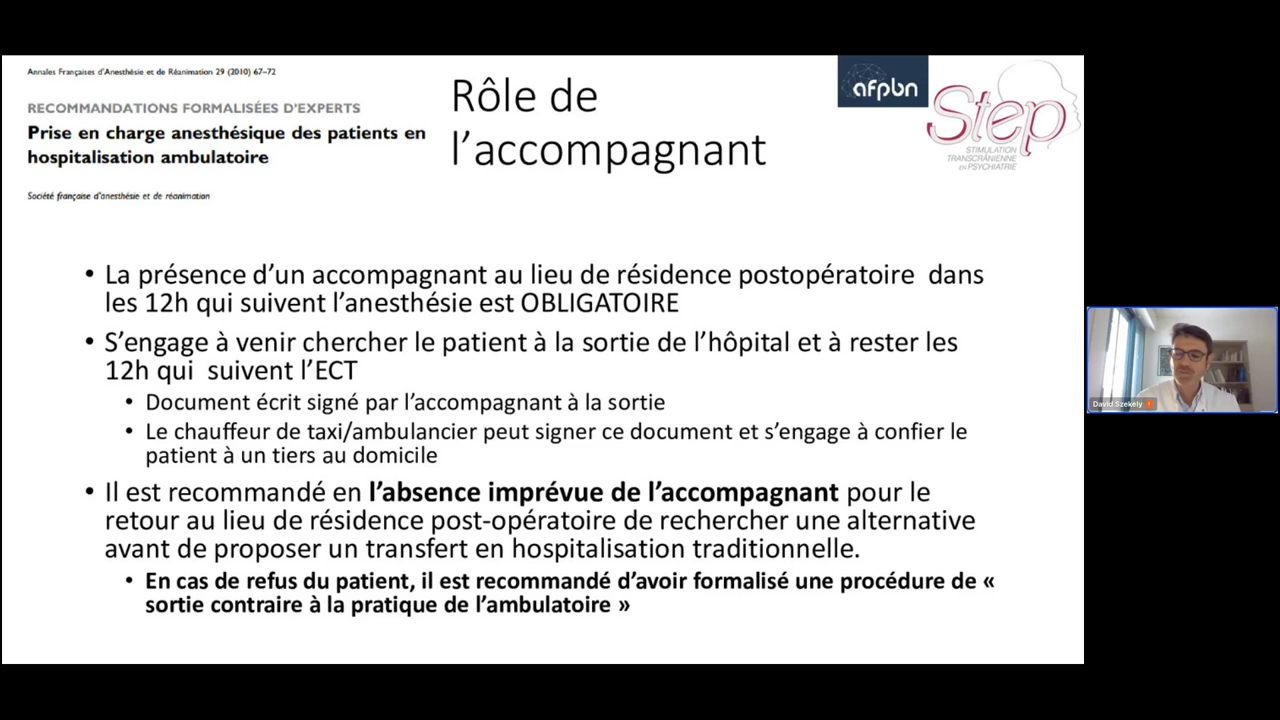 Annales Françaises d'Anesthésie et de Réanimation 29 (2010) 67–72
RECOMMANDATIONS FORMALISÉES D'EXPERTS
Prise en charge anesthésique des patients en
hospitalisation ambulatoire
Société française d'anesthésie et de réanimation
Rôle de
l'accompagnant
afpbn
Step
STIMULATION
TRANSCRÂNIENNE
EN PSYCHIATRIE
• La présence d'un accompagnant au lieu de résidence postopératoire dans
les 12h qui suivent l'anesthésie est OBLIGATOIRE
• S'engage à venir chercher le patient à la sortie de l'hôpital et à rester les
12h qui suivent l'ECT
• Document écrit signé par l'accompagnant à la sortie
• Le chauffeur de taxi/ambulancier peut signer ce document et s'engage à confier le
patient à un tiers au domicile
• Il est recommandé en l'absence imprévue de l'accompagnant pour le
retour au lieu de résidence post-opératoire de rechercher une alternative
avant de proposer un transfert en hospitalisation traditionnelle.
• En cas de refus du patient, il est recommandé d'avoir formalisé une procédure de «
sortie contraire à la pratique de l'ambulatoire »
David Szekely